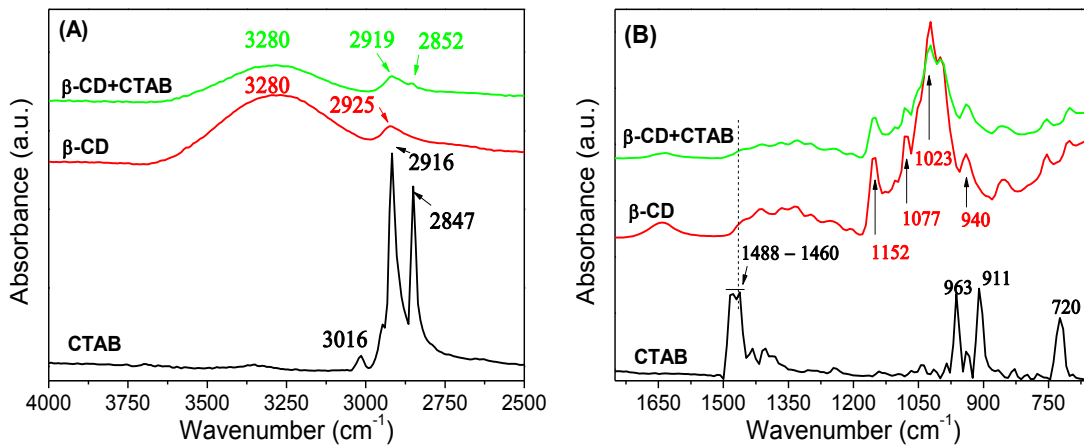 (A)
3280
2919
2852
β-CD+CTAB
3280
2925
β-CD
2916
2847
3016
CTAB
Absorbance (a.u.)
4000 3750 3500 3250 3000 2750 2500
Wavenumber (cm⁻¹)
(B)
β-CD+CTAB
1023
1077
940
β-CD
1152
1488 – 1460
963
911
720
CTAB
Absorbance (a.u.)
1650 1500 1350 1200 1050 900 750
Wavenumber (cm⁻¹)